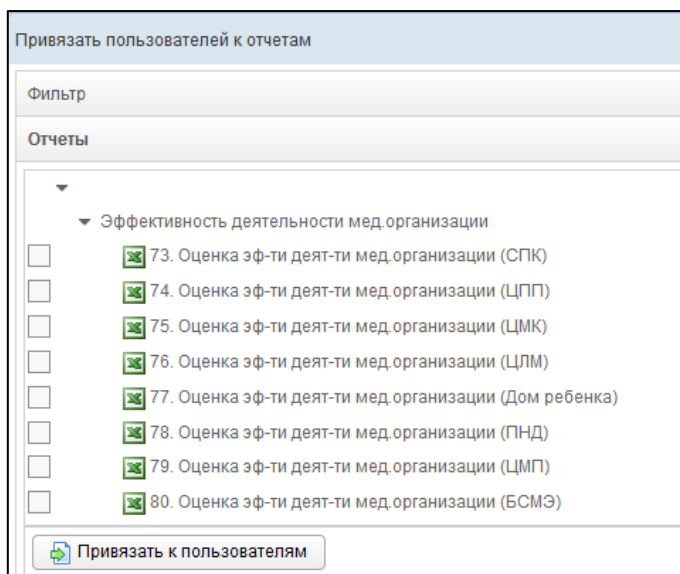 Привязать пользователей к отчетам
Фильтр
Отчеты
Эффективность деятельности мед.организации
73. Оценка эф-ти деят-ти мед.организации (СПК)
74. Оценка эф-ти деят-ти мед.организации (ЦПП)
75. Оценка эф-ти деят-ти мед.организации (ЦМК)
76. Оценка эф-ти деят-ти мед.организации (ЦЛМ)
77. Оценка эф-ти деят-ти мед.организации (Дом ребенка)
78. Оценка эф-ти деят-ти мед.организации (ПНД)
79. Оценка эф-ти деят-ти мед.организации (ЦМП)
80. Оценка эф-ти деят-ти мед.организации (БСМЭ)
Привязать к пользователям